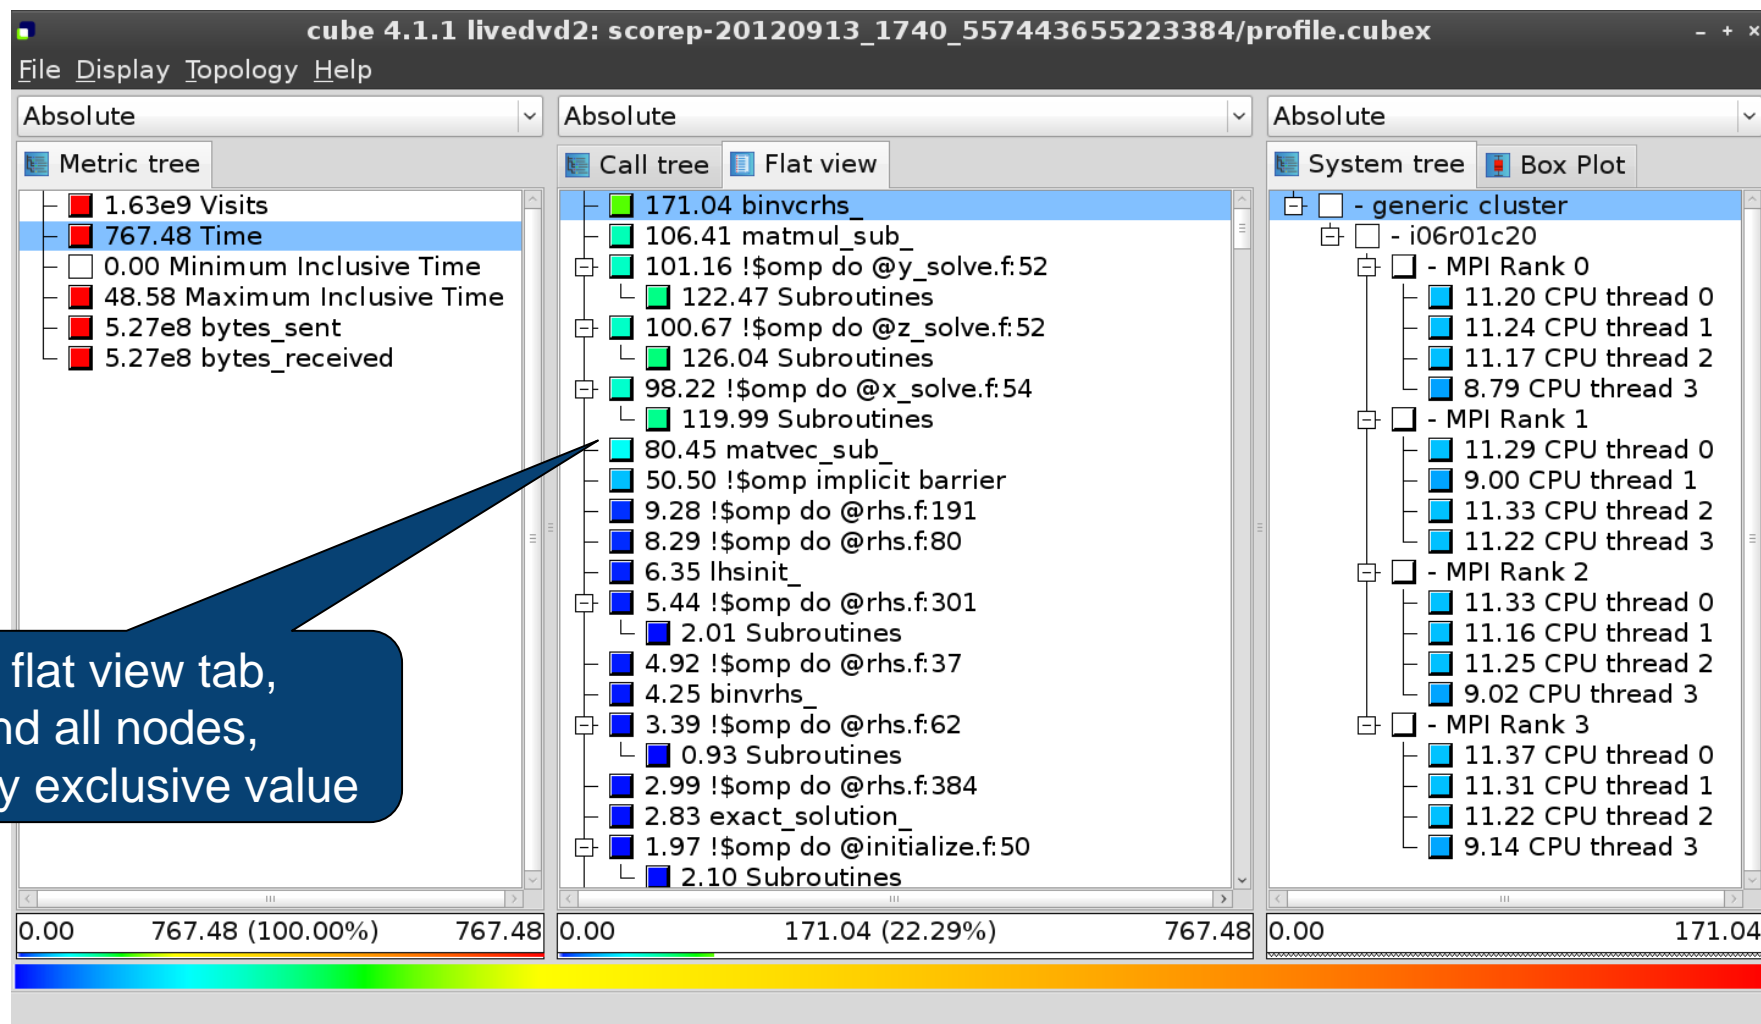 cube 4.1.1 livedvd2: scorep-20120913_1740_557443655223384/profile.cubex
File Display Topology Help
Absolute
Metric tree
1.63e9 Visits
767.48 Time
0.00 Minimum Inclusive Time
48.58 Maximum Inclusive Time
5.27e8 bytes_sent
5.27e8 bytes_received
flat view tab,
nd all nodes,
y exclusive value
0.00 767.48 (100.00%) 767.48
Absolute
Call tree Flat view
171.04 binvcrhs_
106.41 matmul_sub_
101.16 !$omp do @y_solve.f:52
122.47 Subroutines
100.67 !$omp do @z_solve.f:52
126.04 Subroutines
98.22 !$omp do @x_solve.f:54
119.99 Subroutines
80.45 matvec_sub_
50.50 !$omp implicit barrier
9.28 !$omp do @rhs.f:191
8.29 !$omp do @rhs.f:80
6.35 lhsinit_
5.44 !$omp do @rhs.f:301
2.01 Subroutines
4.92 !$omp do @rhs.f:37
4.25 binvrhs_
3.39 !$omp do @rhs.f:62
0.93 Subroutines
2.99 !$omp do @rhs.f:384
2.83 exact_solution_
1.97 !$omp do @initialize.f:50
2.10 Subroutines
0.00 171.04 (22.29%) 767.48
Absolute
System tree Box Plot
- generic cluster
- i06r01c20
- MPI Rank 0
11.20 CPU thread 0
11.24 CPU thread 1
11.17 CPU thread 2
8.79 CPU thread 3
- MPI Rank 1
11.29 CPU thread 0
9.00 CPU thread 1
11.33 CPU thread 2
11.22 CPU thread 3
- MPI Rank 2
11.33 CPU thread 0
11.16 CPU thread 1
11.25 CPU thread 2
9.02 CPU thread 3
- MPI Rank 3
11.37 CPU thread 0
11.31 CPU thread 1
11.22 CPU thread 2
9.14 CPU thread 3
0.00 171.04